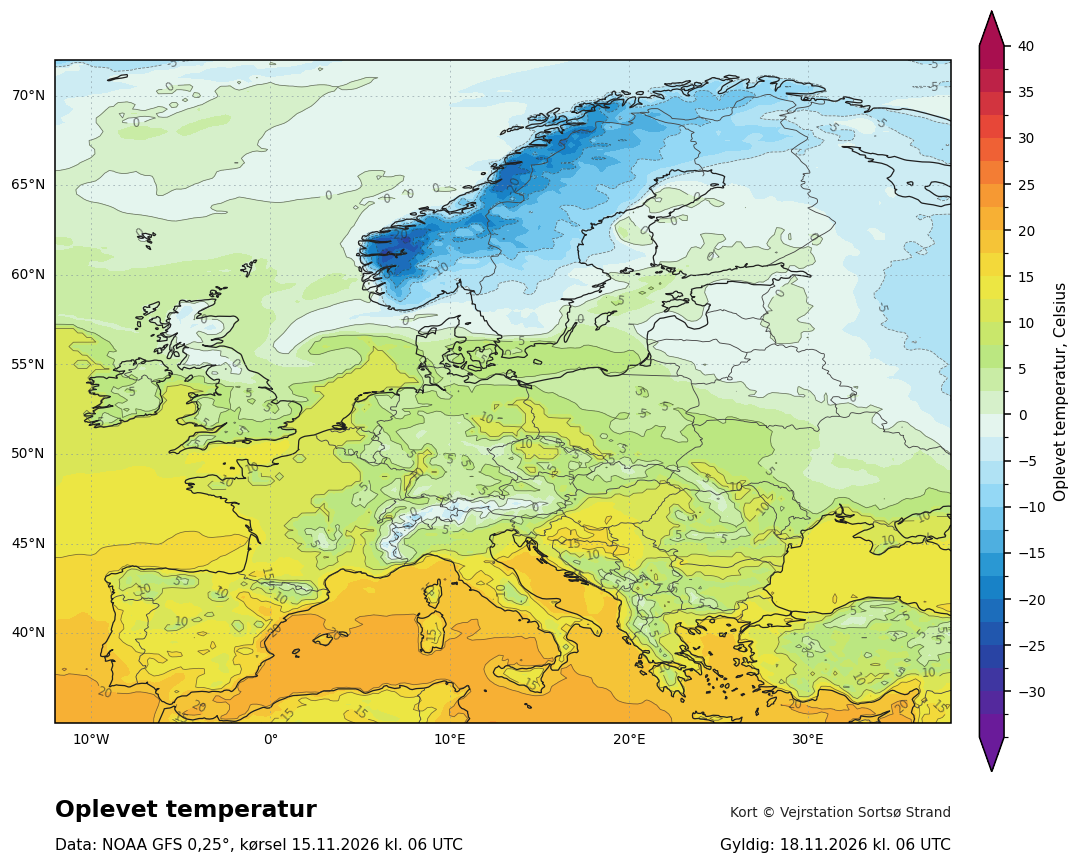 70°N
65°N
60°N
55°N
50°N
45°N
40°N
10°W
0°
10°E
20°E
30°E
40
35
30
25
20
15
10
5
0
−5
−10
−15
−20
−25
−30
Oplevet temperatur, Celsius
Oplevet temperatur
Kort © Vejrstation Sortsø Strand
Data: NOAA GFS 0,25°, kørsel 15.11.2026 kl. 06 UTC
Gyldig: 18.11.2026 kl. 06 UTC